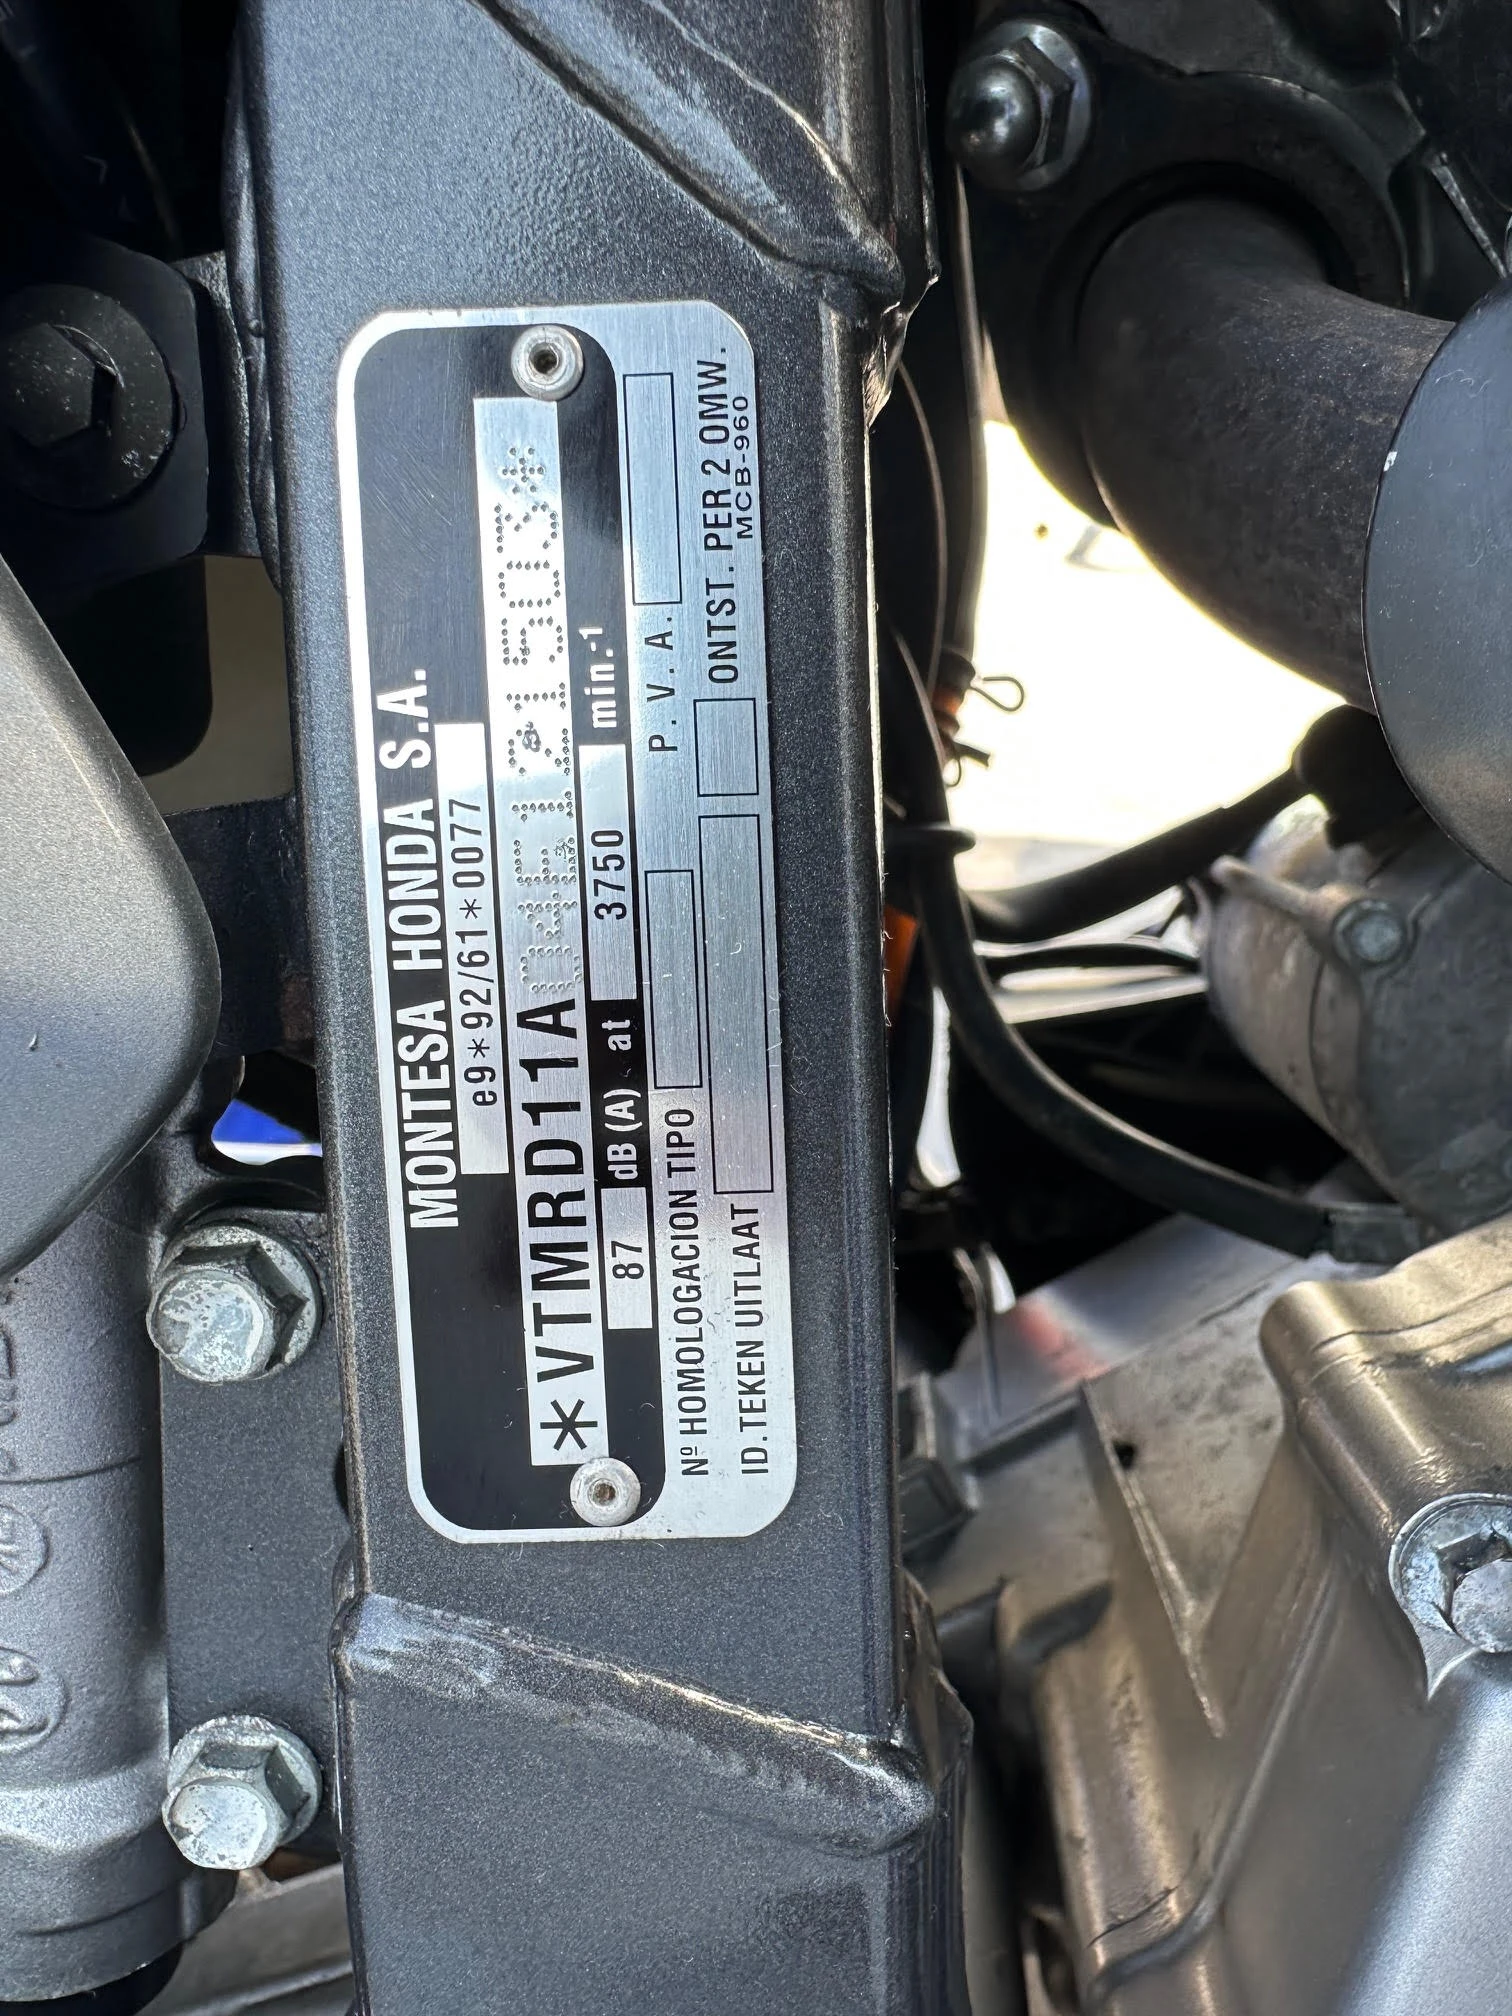 MONTESA HONDA S.A.
e9*92/61*0077
*VTMRD11A04E121503*
87 dB (A) at 3750 min.-1
Nº HOMOLOGACION TIPO P.V.A.
ID.TEKEN UITLAAT ONTST. PER 2 OMW.
MCB-960